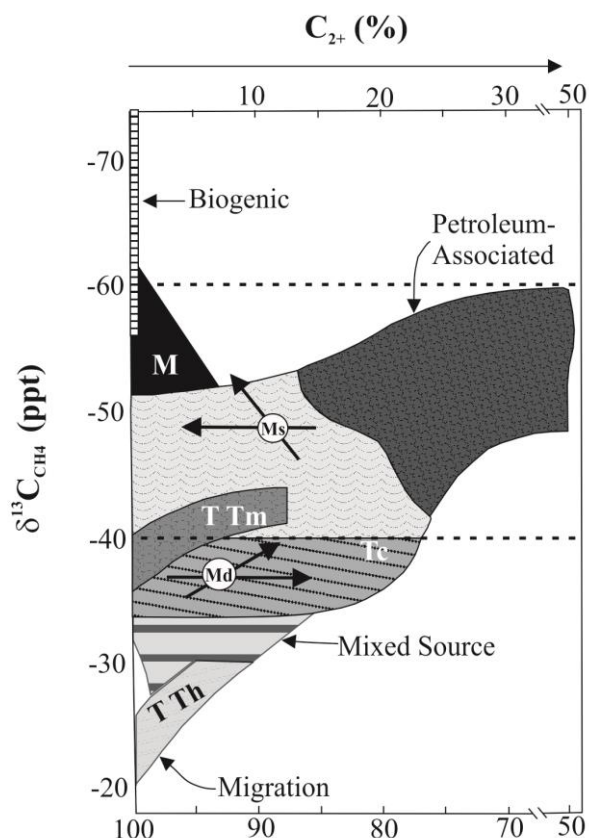 C2+ (%)
10 20 30 50
-70
Biogenic
Petroleum-
Associated
-60
M
-50
Ms
δ13CCH4 (ppt)
T Tm
-40
Tc
Md
-30
Mixed Source
T Th
Migration
-20
100 90 80 70 50